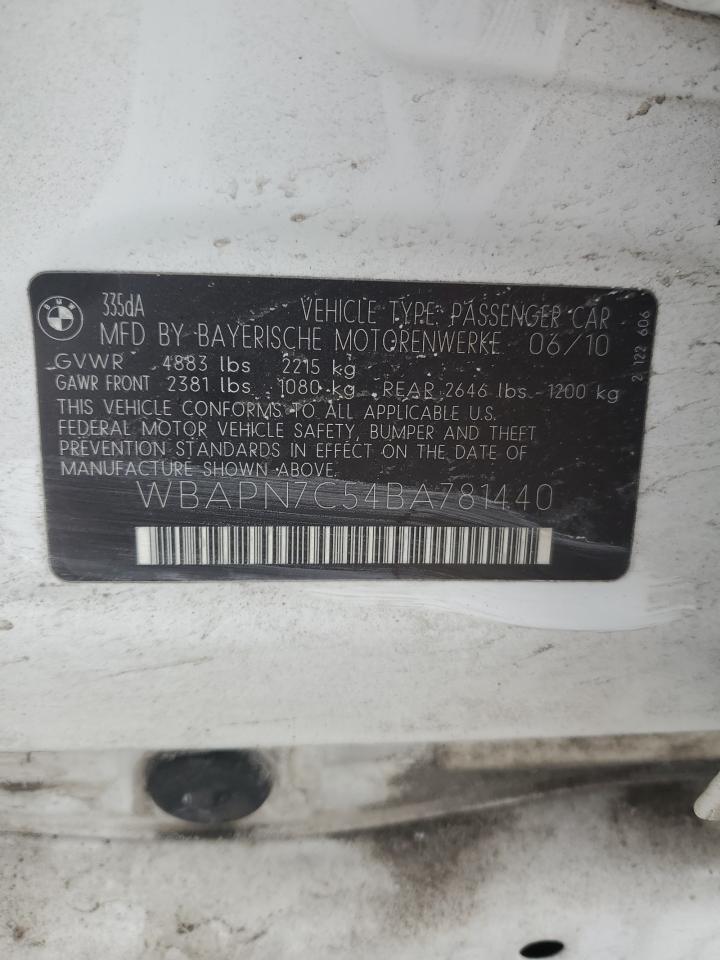 BMW
335dA VEHICLE TYPE: PASSENGER CAR
MFD BY BAYERISCHE MOTORENWERKE 06/10
GVWR 4883 lbs 2215 kg
GAWR FRONT 2381 lbs 1080 kg REAR 2646 lbs 1200 kg
THIS VEHICLE CONFORMS TO ALL APPLICABLE U.S.
FEDERAL MOTOR VEHICLE SAFETY, BUMPER AND THEFT
PREVENTION STANDARDS IN EFFECT ON THE DATE OF
MANUFACTURE SHOWN ABOVE.
WBAPN7C54BA781440
2 122 606